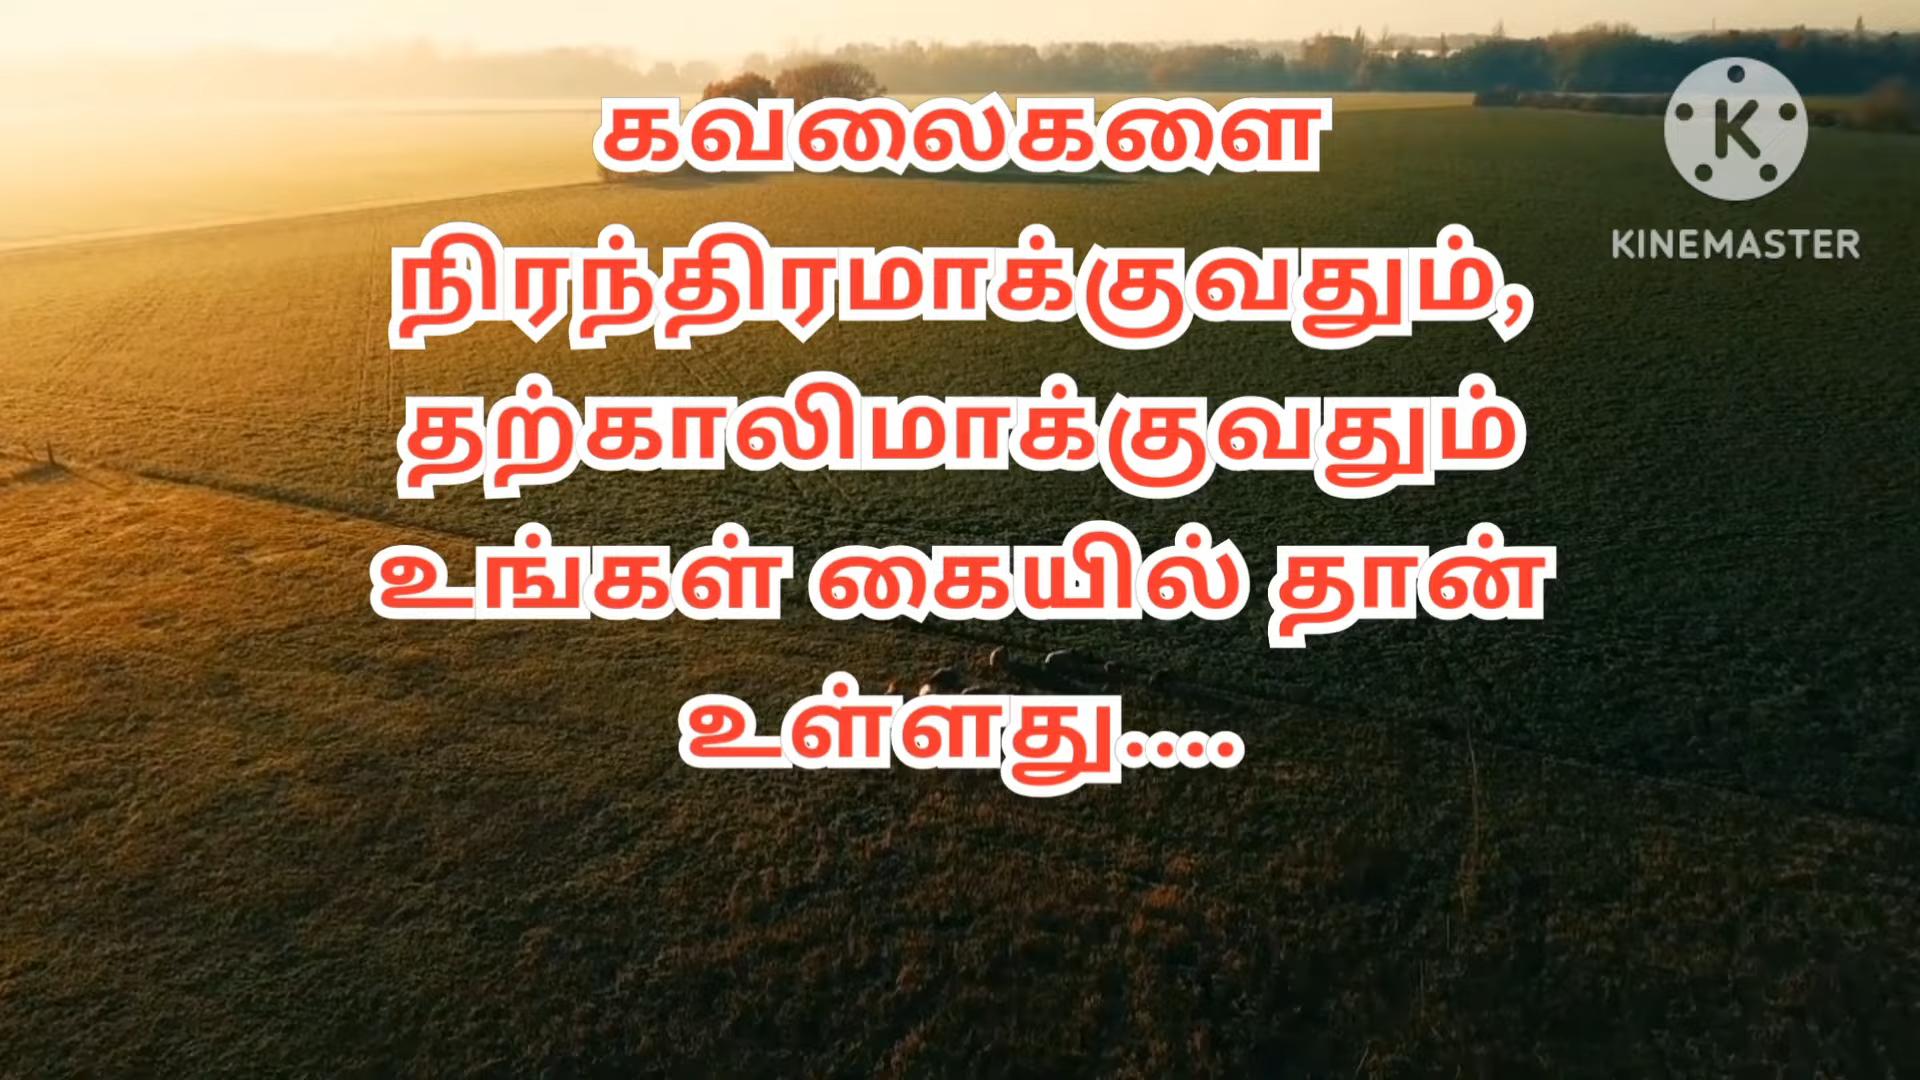 கவலைகளை
நிரந்திரமாக்குவதும்,
தற்காலிமாக்குவதும்
உங்கள் கையில் தான்
உள்ளது....
K
KINEMASTER